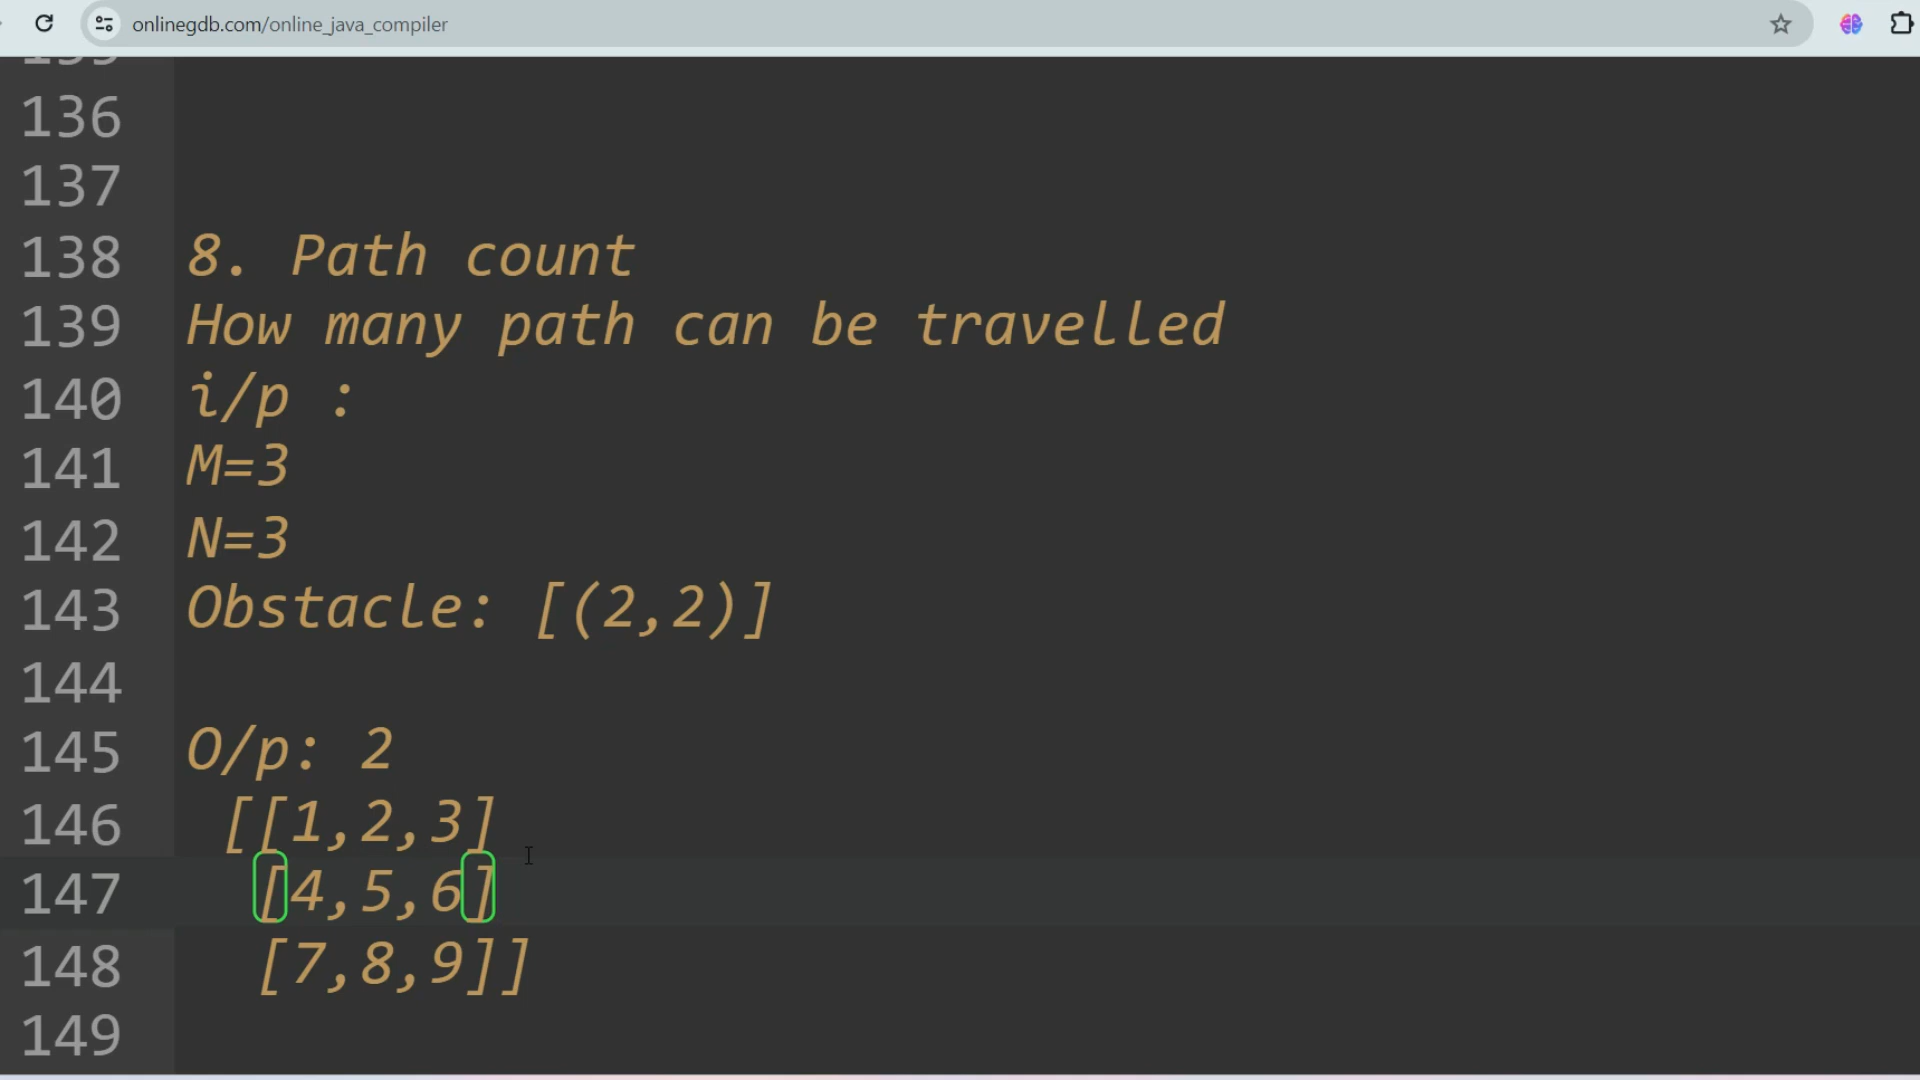 onlinegdb.com/online_java_compiler
136
137
138 8. Path count
139 How many path can be travelled
140 i/p :
141 M=3
142 N=3
143 Obstacle: [(2,2)]
144
145 O/p: 2
146 [[1,2,3]
147 [4,5,6]
148 [7,8,9]]
149